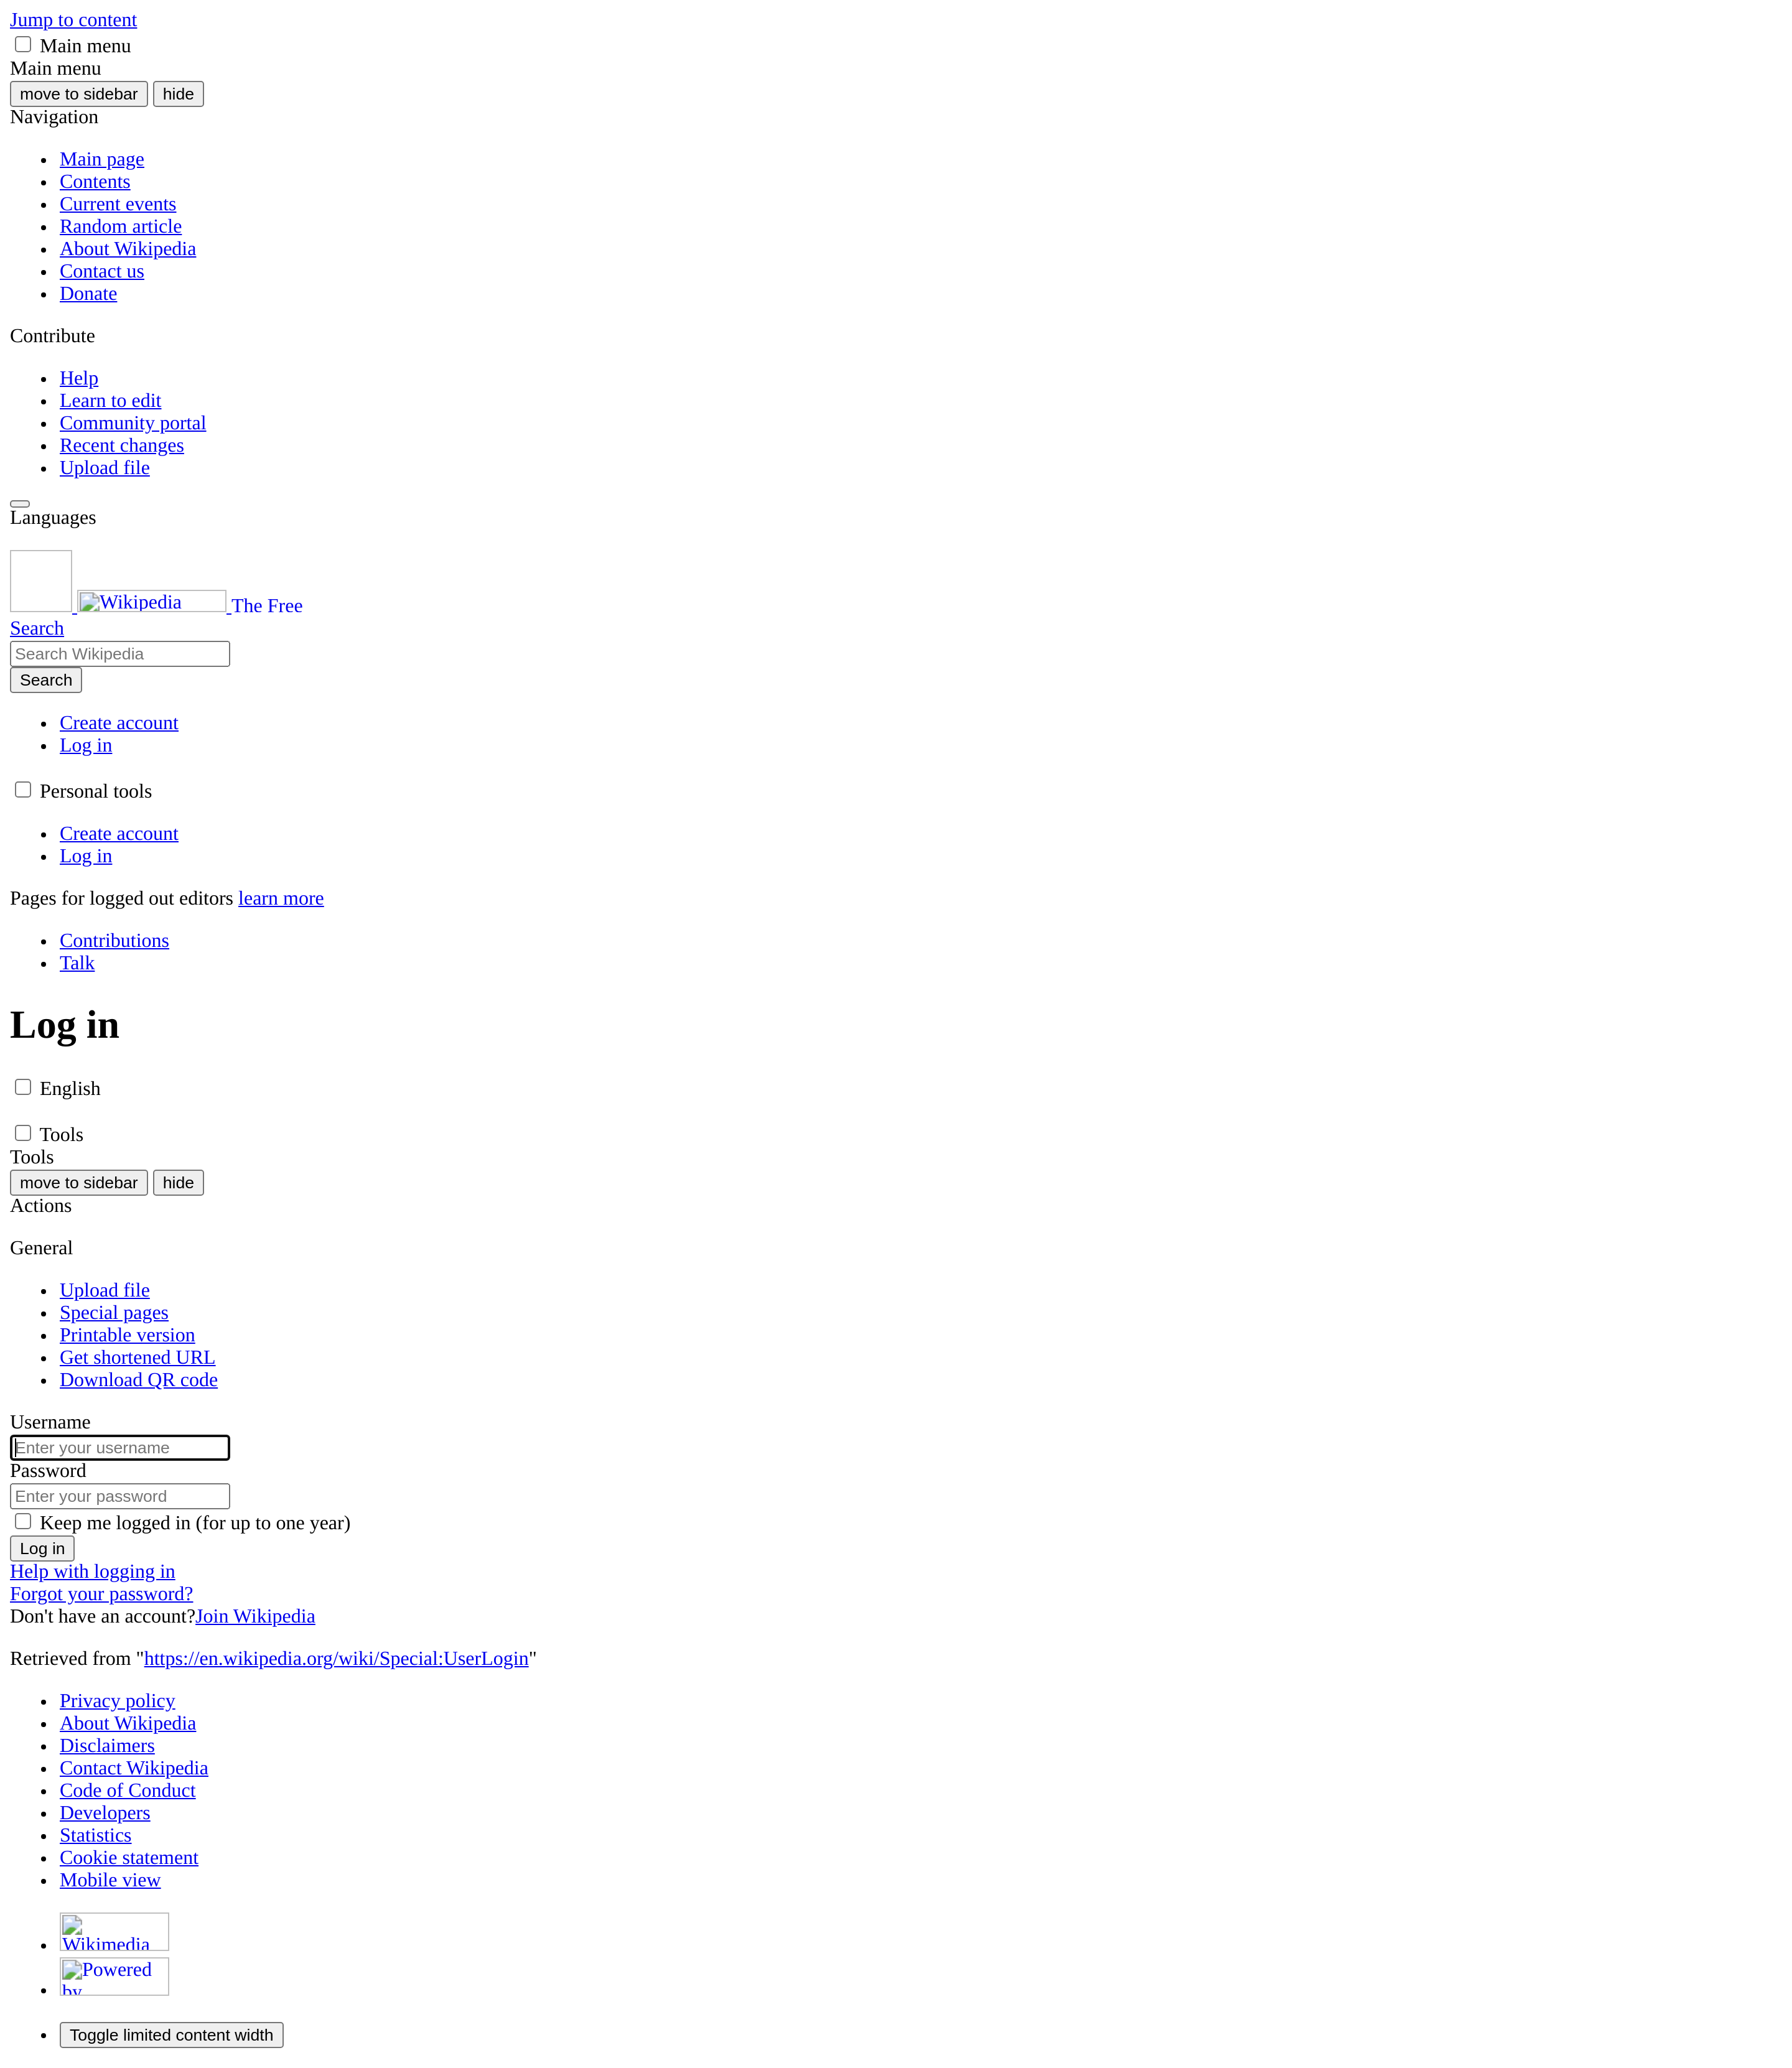 Jump to content
Main menu
Main menu
move to sidebar hide
Navigation
Main page
Contents
Current events
Random article
About Wikipedia
Contact us
Donate
Contribute
Help
Learn to edit
Community portal
Recent changes
Upload file
Languages
Wikipedia The Free
Search
Search Wikipedia
Search
Create account
Log in
Personal tools
Create account
Log in
Pages for logged out editors learn more
Contributions
Talk
Log in
English
Tools
Tools
move to sidebar hide
Actions
General
Upload file
Special pages
Printable version
Get shortened URL
Download QR code
Username
Enter your username
Password
Enter your password
Keep me logged in (for up to one year)
Log in
Help with logging in
Forgot your password?
Don't have an account?Join Wikipedia
Retrieved from "https://en.wikipedia.org/wiki/Special:UserLogin"
Privacy policy
About Wikipedia
Disclaimers
Contact Wikipedia
Code of Conduct
Developers
Statistics
Cookie statement
Mobile view
Wikimedia
Powered
by
Toggle limited content width